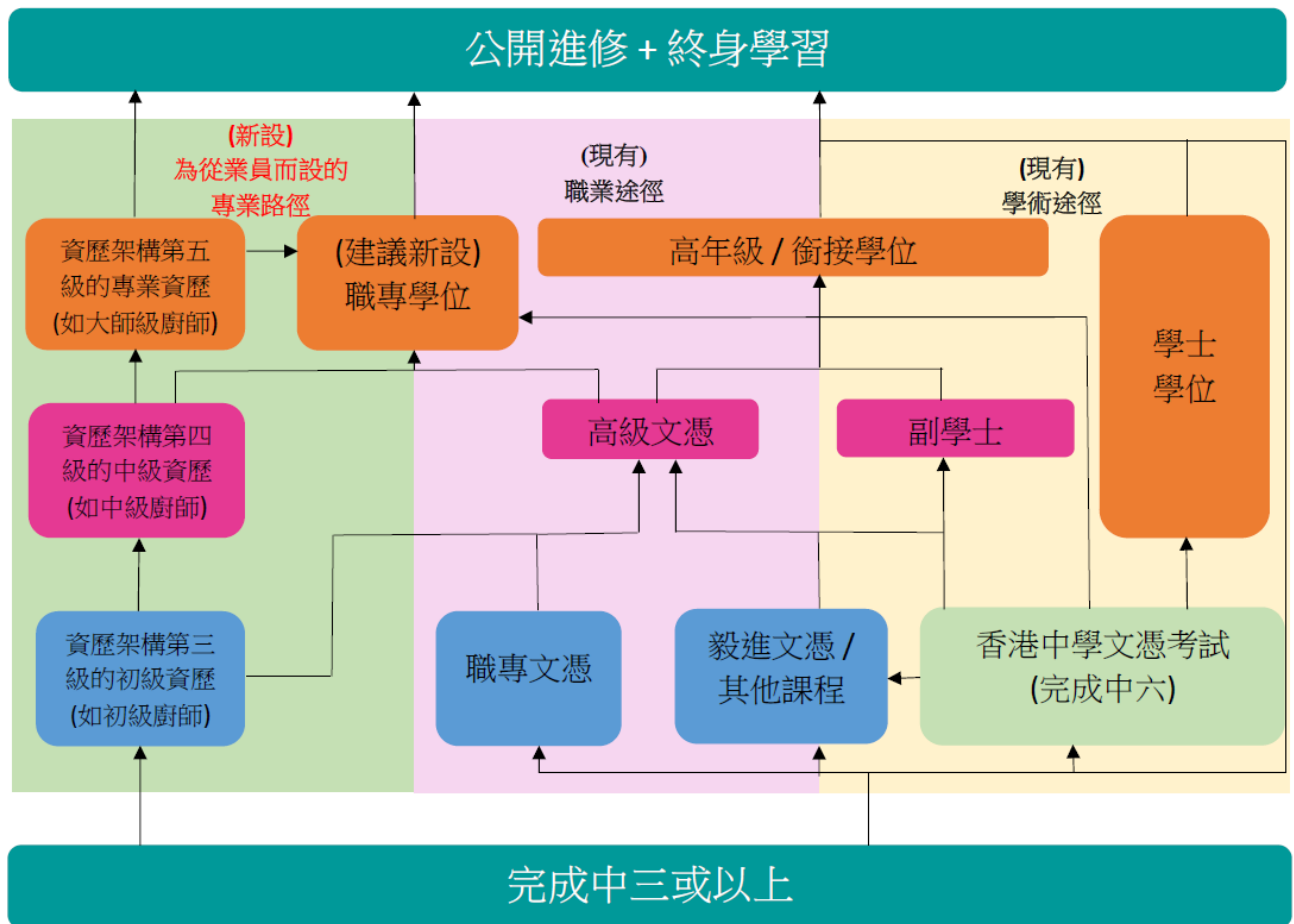 公開進修 + 終身學習
(新設)
為從業員而設的
專業路徑
(現有)
職業途徑
(現有)
學術途徑
資歷架構第五
級的專業資歷
(如大師級廚師)
(建議新設)
職專學位
高年級 / 銜接學位
學士
學位
資歷架構第四
級的中級資歷
(如中級廚師)
高級文憑
副學士
資歷架構第三
級的初級資歷
(如初級廚師)
職專文憑
毅進文憑 /
其他課程
香港中學文憑考試
(完成中六)
完成中三或以上